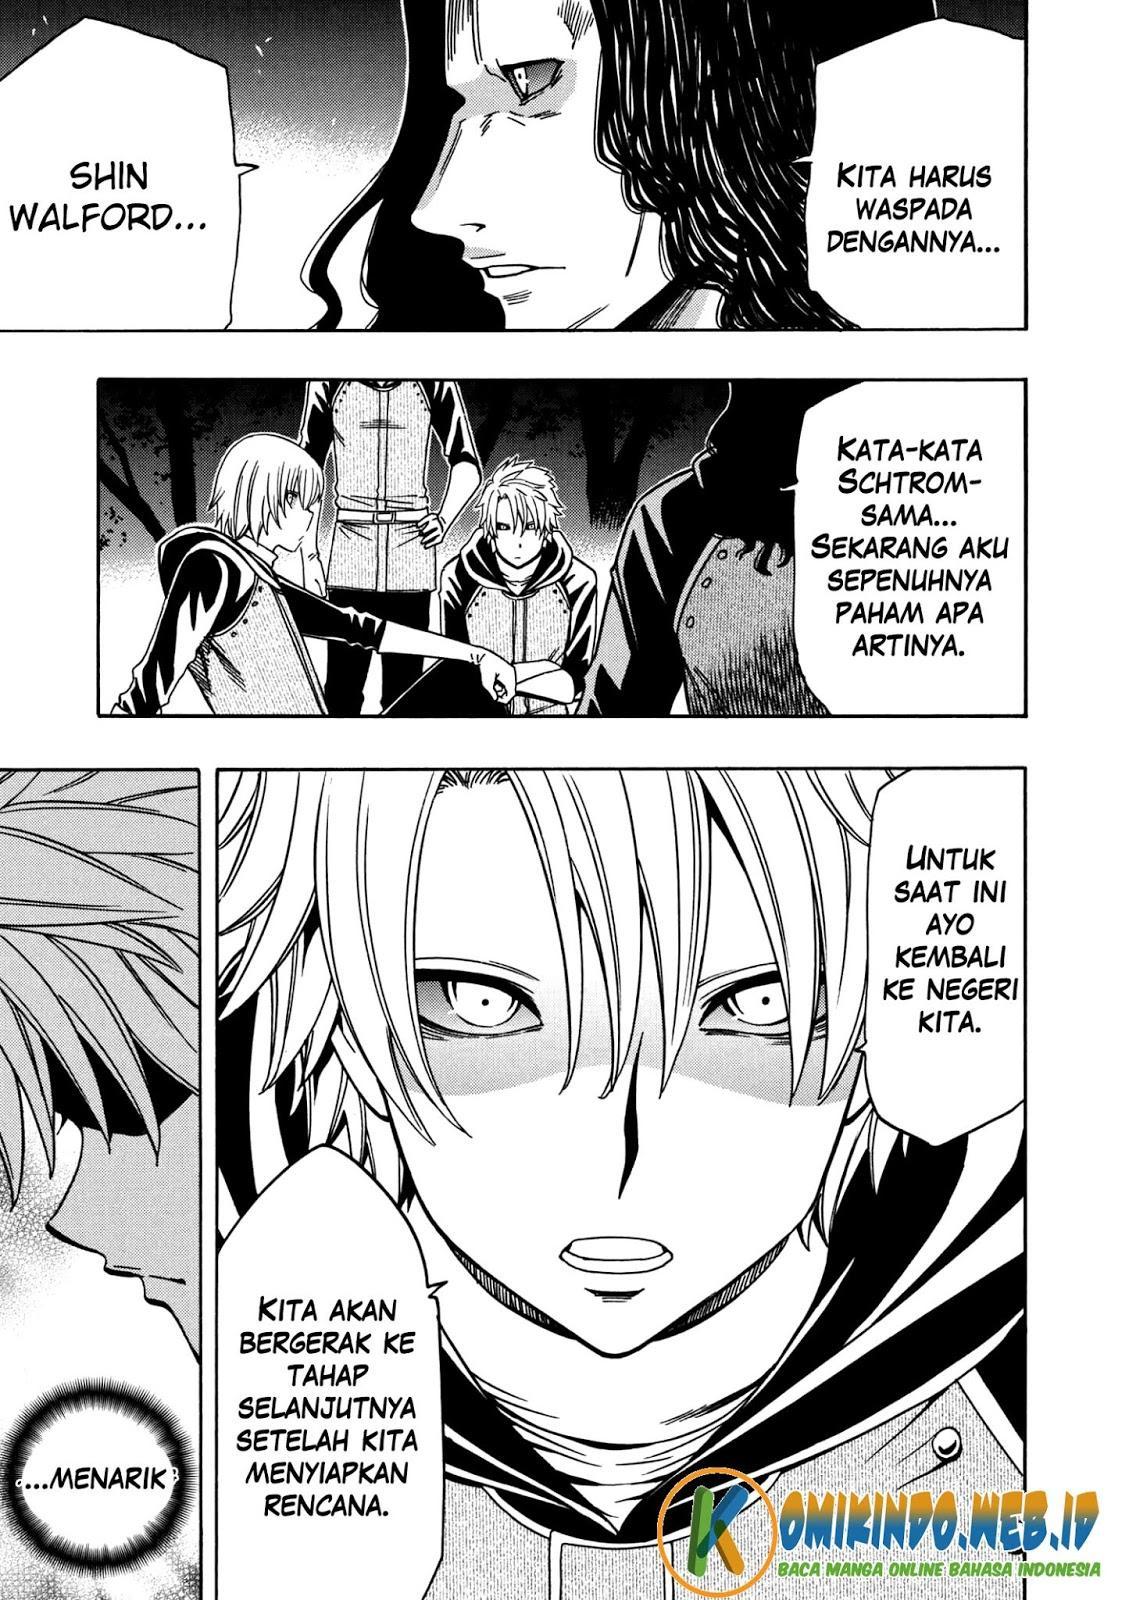 KITA HARUS
WASPADA
DENGANNYA...
SHIN
WALFORD...
KATA-KATA
SCHTROM-
SAMA...
SEKARANG AKU
SEPENUHNYA
PAHAM APA
ARTINYA.
UNTUK
SAAT INI
AYO
KEMBALI
KE NEGERI
KITA.
KITA AKAN
BERGERAK KE
TAHAP
SELANJUTNYA
SETELAH KITA
MENYIAPKAN
RENCANA.
...MENARIK
KOMIKINDO.WEB.ID
BACA MANGA ONLINE BAHASA INDONESIA